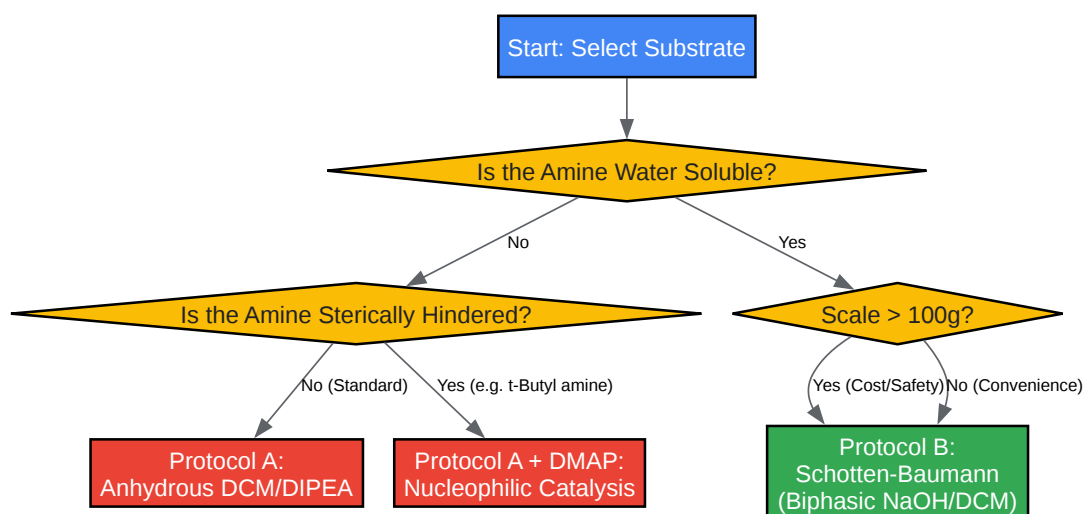 Start: Select Substrate
Is the Amine Water Soluble?
No
Yes
Is the Amine Sterically Hindered?
Scale > 100g?
No (Standard)
Yes (e.g. t-Butyl amine)
Yes (Cost/Safety)
No (Convenience)
Protocol A:
Anhydrous DCM/DIPEA
Protocol A + DMAP:
Nucleophilic Catalysis
Protocol B:
Schotten-Baumann
(Biphasic NaOH/DCM)